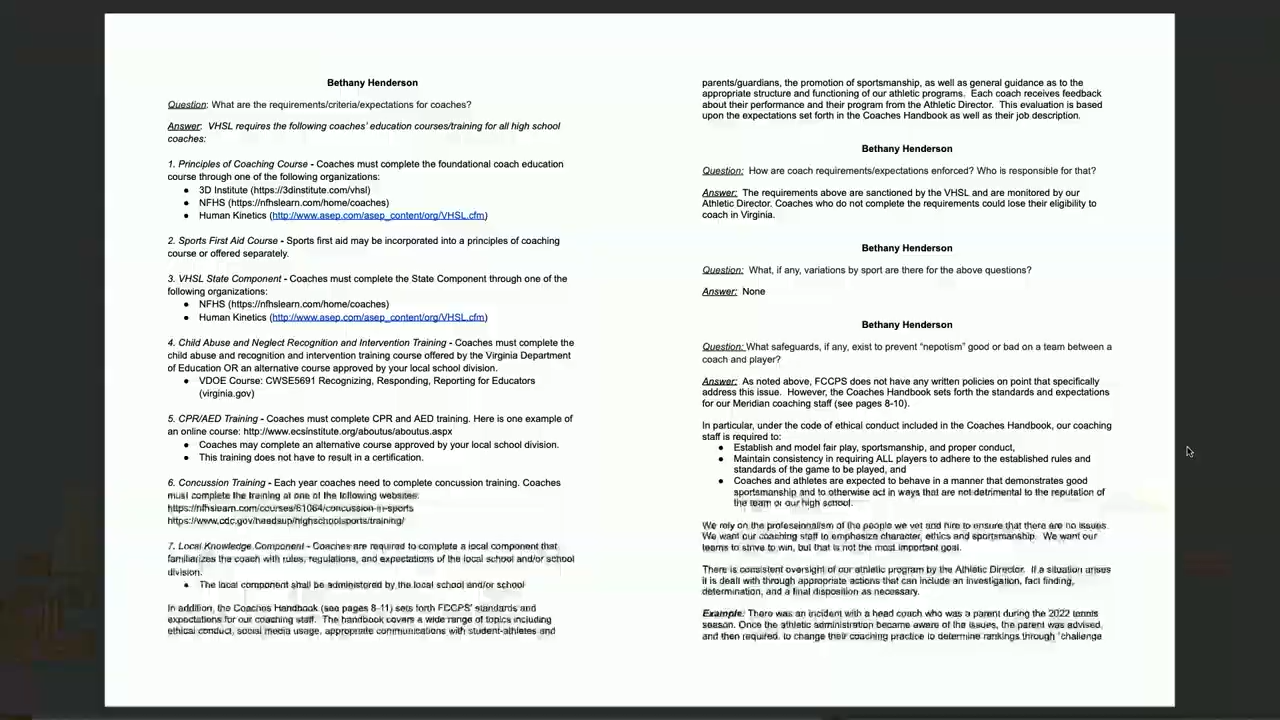 Bethany Henderson
Question: What are the requirements/criteria/expectations for coaches?
Answer: VHSL requires the following coaches' education courses/training for all high school
coaches:
1. Principles of Coaching Course - Coaches must complete the foundational coach education
course through one of the following organizations:
● 3D Institute (https://3dinstitute.com/vhsl)
● NFHS (https://nfhslearn.com/home/coaches)
● Human Kinetics (http://www.asep.com/asep_content/org/VHSL.cfm)
2. Sports First Aid Course - Sports first aid may be incorporated into a principles of coaching
course or offered separately.
3. VHSL State Component - Coaches must complete the State Component through one of the
following organizations:
● NFHS (https://nfhslearn.com/home/coaches)
● Human Kinetics (http://www.asep.com/asep_content/org/VHSL.cfm)
4. Child Abuse and Neglect Recognition and Intervention Training - Coaches must complete the
child abuse and recognition and intervention training course offered by the Virginia Department
of Education OR an alternative course approved by your local school division.
● VDOE Course: CWSE5691 Recognizing, Responding, Reporting for Educators
(virginia.gov)
5. CPR/AED Training - Coaches must complete CPR and AED training. Here is one example of
an online course: http://www.ecsinstitute.org/aboutus/aboutus.aspx
● Coaches may complete an alternative course approved by your local school division.
● This training does not have to result in a certification.
6. Concussion Training - Each year coaches need to complete concussion training. Coaches
must complete the training at one of the following websites:
https://nfhslearn.com/courses/61064/concussion-in-sports
https://www.cdc.gov/headsup/highschoolsports/training/
7. Local Knowledge Component - Coaches are required to complete a local component that
familiarizes the coach with rules, regulations, and expectations of the local school and/or school
division.
● The local component shall be administered by the local school and/or school
In addition, the Coaches Handbook (see pages 8-11) sets forth FCCPS' standards and
expectations for our coaching staff. The handbook covers a wide range of topics including
ethical conduct, social media usage, appropriate communications with student-athletes and
parents/guardians, the promotion of sportsmanship, as well as general guidance as to the
appropriate structure and functioning of our athletic programs. Each coach receives feedback
about their performance and their program from the Athletic Director. This evaluation is based
upon the expectations set forth in the Coaches Handbook as well as their job description.
Bethany Henderson
Question: How are coach requirements/expectations enforced? Who is responsible for that?
Answer: The requirements above are sanctioned by the VHSL and are monitored by our
Athletic Director. Coaches who do not complete the requirements could lose their eligibility to
coach in Virginia.
Bethany Henderson
Question: What, if any, variations by sport are there for the above questions?
Answer: None
Bethany Henderson
Question: What safeguards, if any, exist to prevent “nepotism” good or bad on a team between a
coach and player?
Answer: As noted above, FCCPS does not have any written policies on point that specifically
address this issue. However, the Coaches Handbook sets forth the standards and expectations
for our Meridian coaching staff (see pages 8-10).
In particular, under the code of ethical conduct included in the Coaches Handbook, our coaching
staff is required to:
● Establish and model fair play, sportsmanship, and proper conduct,
● Maintain consistency in requiring ALL players to adhere to the established rules and
standards of the game to be played, and
● Coaches and athletes are expected to behave in a manner that demonstrates good
sportsmanship and to otherwise act in ways that are not detrimental to the reputation of
the team or our high school.
We rely on the professionalism of the people we vet and hire to ensure that there are no issues.
We want our coaching staff to emphasize character, ethics and sportsmanship. We want our
teams to strive to win, but that is not the most important goal.
There is consistent oversight of our athletic program by the Athletic Director. If a situation arises
it is dealt with through appropriate actions that can include an investigation, fact finding,
determination, and a final disposition as necessary.
Example. There was an incident with a head coach who was a parent during the 2022 tennis
season. Once the athletic administration became aware of the issues, the parent was advised,
and then required, to change their coaching practice to determine rankings through 'challenge